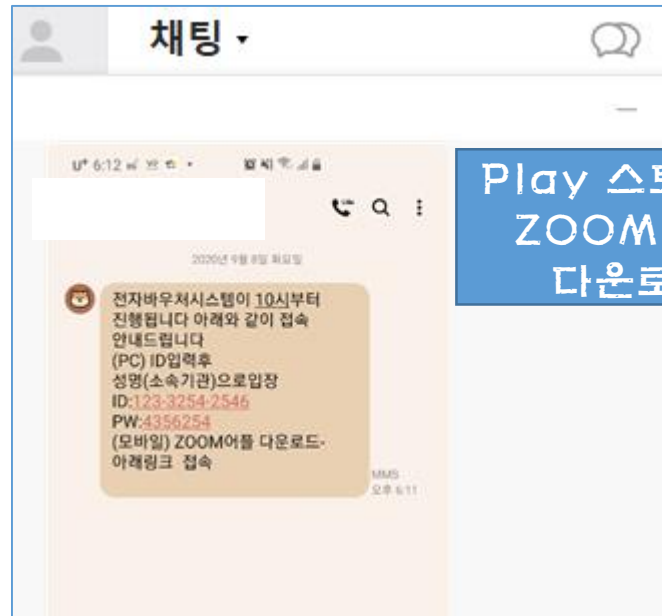 채팅
U+ 6:12
2020년 9월 8일 화요일
전자바우처시스템이 10시부터
진행됩니다 아래와 같이 접속
안내드립니다
(PC) ID입력후
성명(소속기관)으로입장
ID:123-3254-2546
PW:4356254
(모바일) ZOOM어플 다운로드-
아래링크 접속
MMS
오후 6:11
Play
ZOOM